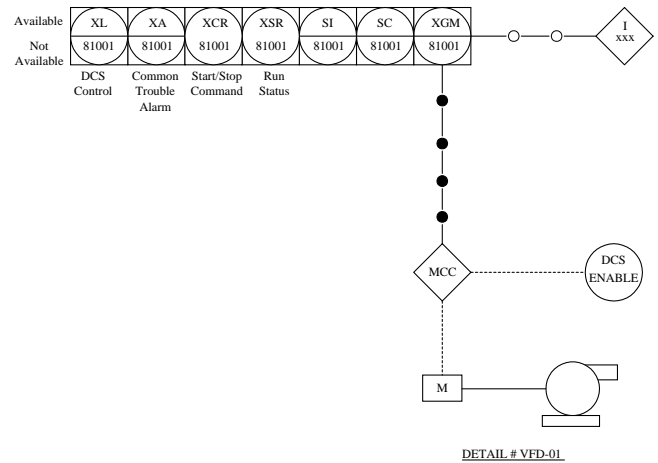 Available XL XA XCR XSR SI SC XGM I
xxx
Not 81001 81001 81001 81001 81001 81001 81001
Available
DCS Common Start/Stop Run
Control Trouble Command Status
Alarm
MCC
DCS
ENABLE
M
DETAIL # VFD-01